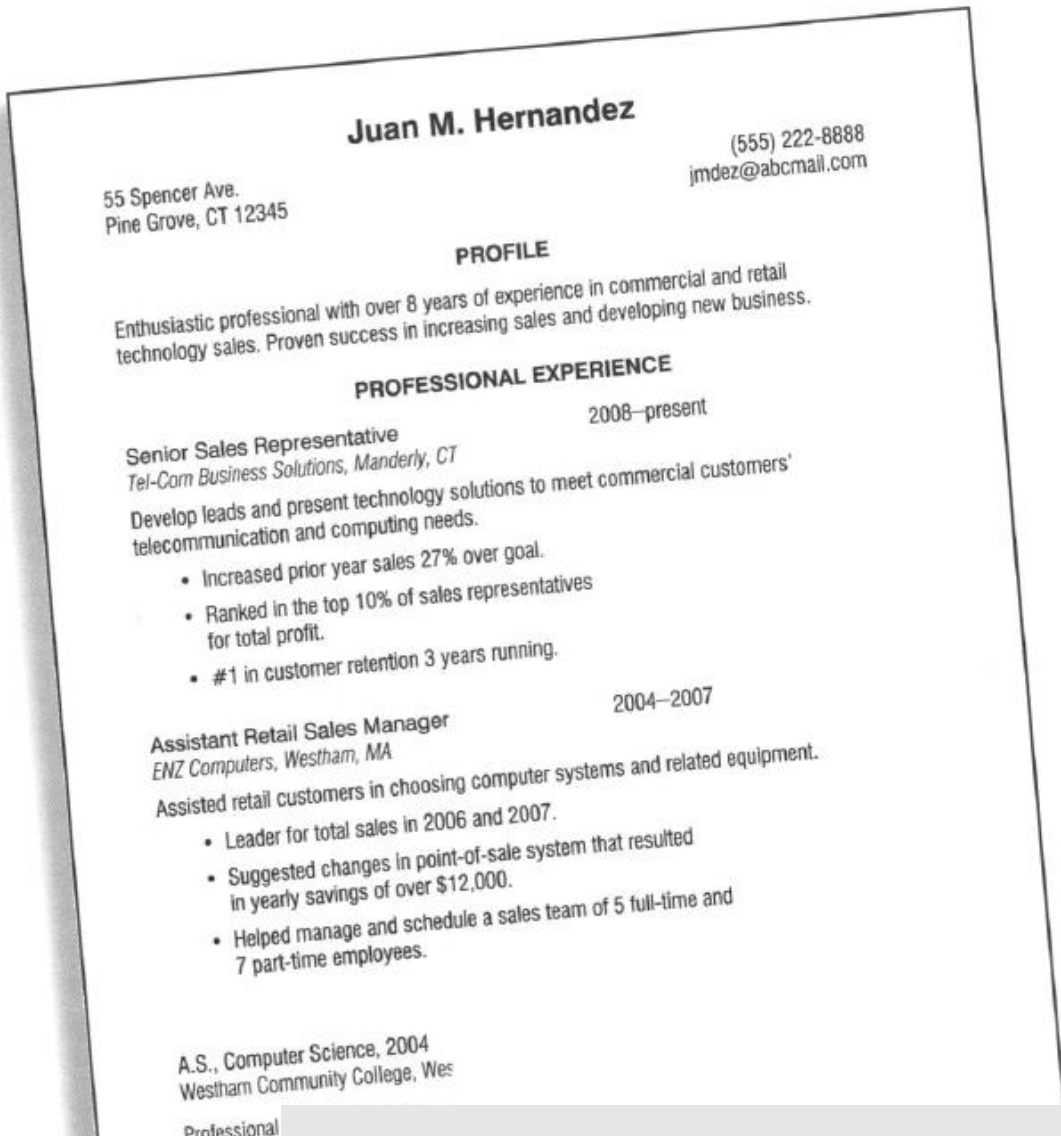 Juan M. Hernandez
55 Spencer Ave.
Pine Grove, CT 12345
(555) 222-8888
jmdez@abcmail.com
PROFILE
Enthusiastic professional with over 8 years of experience in commercial and retail
technology sales. Proven success in increasing sales and developing new business.
PROFESSIONAL EXPERIENCE
Senior Sales Representative 2008–present
Tel-Com Business Solutions, Manderly, CT
Develop leads and present technology solutions to meet commercial customers'
telecommunication and computing needs.
• Increased prior year sales 27% over goal.
• Ranked in the top 10% of sales representatives
for total profit.
• #1 in customer retention 3 years running.
Assistant Retail Sales Manager 2004–2007
ENZ Computers, Westham, MA
Assisted retail customers in choosing computer systems and related equipment.
• Leader for total sales in 2006 and 2007.
• Suggested changes in point-of-sale system that resulted
in yearly savings of over $12,000.
• Helped manage and schedule a sales team of 5 full-time and
7 part-time employees.
A.S., Computer Science, 2004
Westham Community College,
Professional